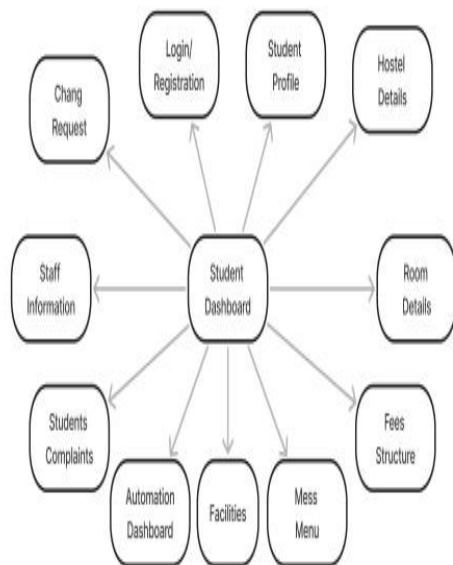 Login/
Registration
Student
Profile
Hostel
Details
Chang
Request
Staff
Information
Student
Dashboard
Room
Details
Students
Complaints
Fees
Structure
Automation
Dashboard
Facilities
Mess
Menu